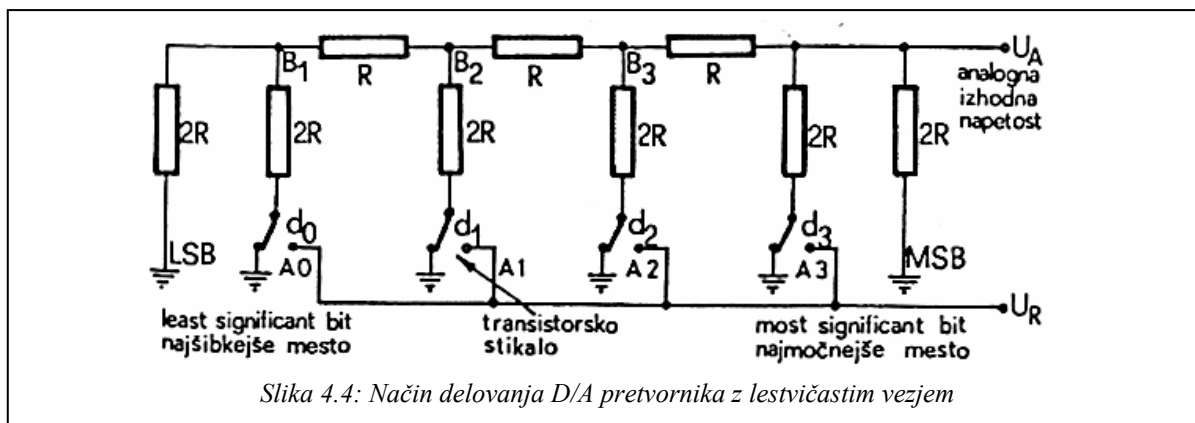 B1 R B2 R B3 R UA
analogna
izhodna
napetost
2R 2R 2R 2R 2R 2R
d0 d1 d2 d3
LSB A0 A1 A2 A3 MSB
UR
least significant bit
najšibkejše mesto
transistorsko
stikalo
most significant bit
najmočnejše mesto
Slika 4.4: Način delovanja D/A pretvornika z lestvičastim vezjem